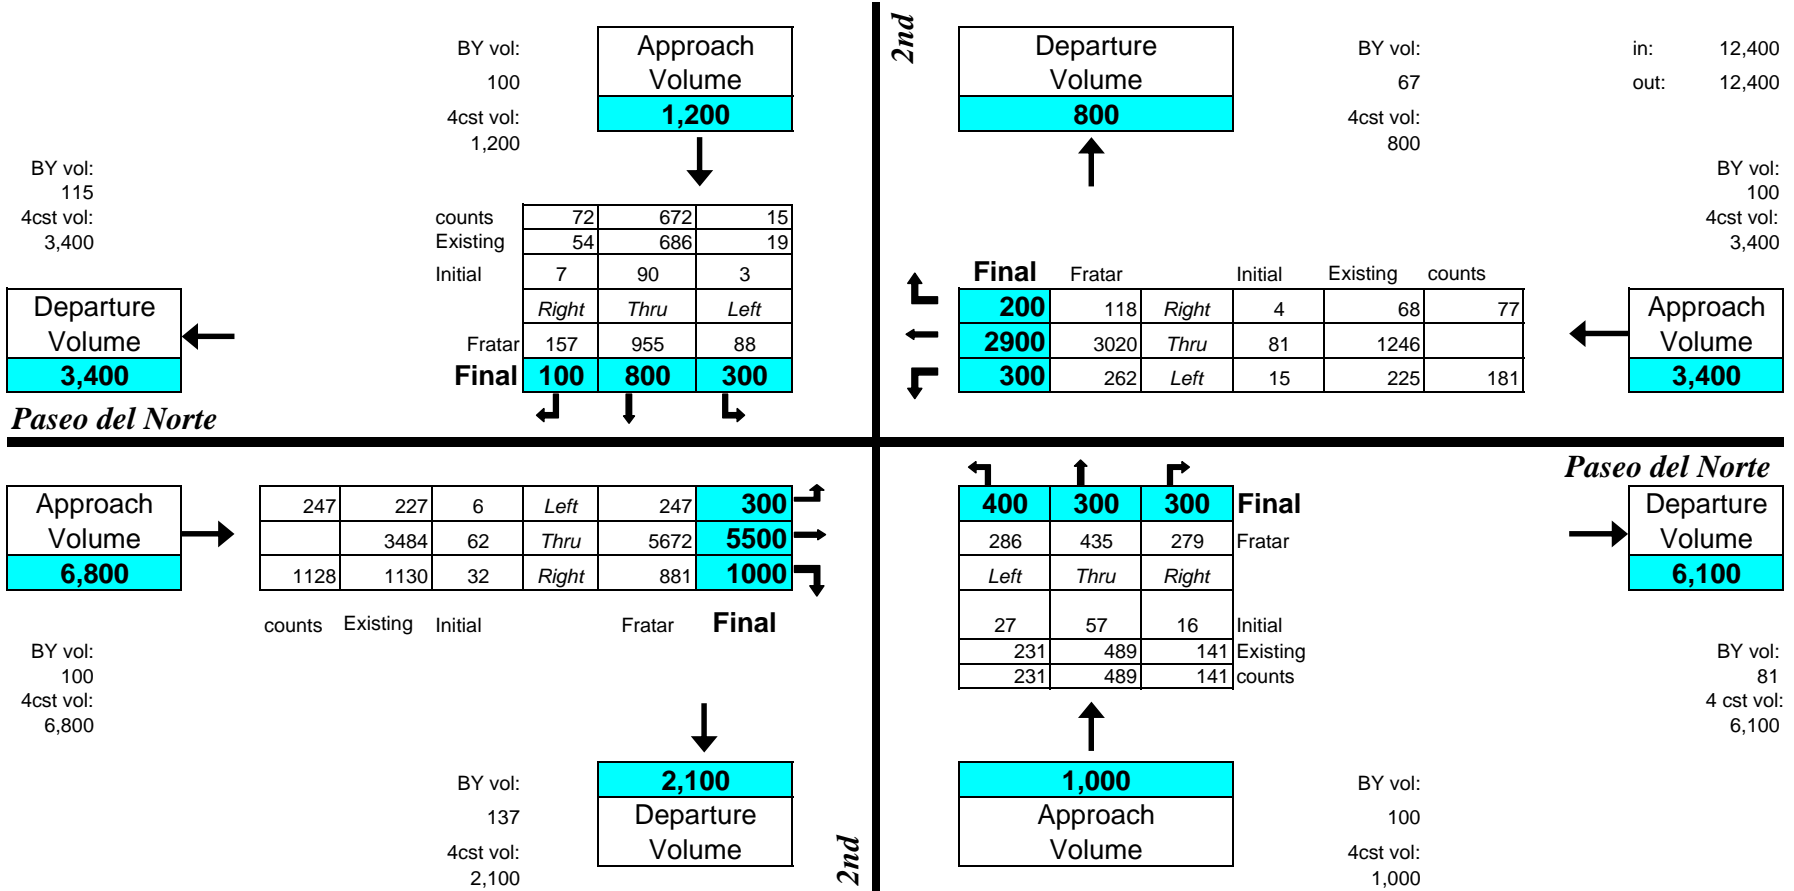 BY vol:
100
4cst vol:
1,200
Approach
Volume
1,200
2nd
Departure
Volume
800
BY vol:
67
4cst vol:
800
in: 12,400
out: 12,400
BY vol:
115
4cst vol:
3,400
BY vol:
100
4cst vol:
3,400
counts 72 672 15
Existing 54 686 19
Initial 7 90 3
Right Thru Left
Fratar 157 955 88
Final 100 800 300
Departure
Volume
3,400
Paseo del Norte
Final Fratar Initial Existing counts
200 118 Right 4 68 77
2900 3020 Thru 81 1246
300 262 Left 15 225 181
Approach
Volume
3,400
Approach
Volume
6,800
247 227 6 Left 247 300
3484 62 Thru 5672 5500
1128 1130 32 Right 881 1000
counts Existing Initial Fratar Final
BY vol:
100
4cst vol:
6,800
Paseo del Norte
400 300 300 Final
286 435 279 Fratar
Left Thru Right
27 57 16 Initial
231 489 141 Existing
231 489 141 counts
Departure
Volume
6,100
BY vol:
81
4 cst vol:
6,100
BY vol:
137
4cst vol:
2,100
2,100
Departure
Volume
2nd
1,000
Approach
Volume
BY vol:
100
4cst vol:
1,000